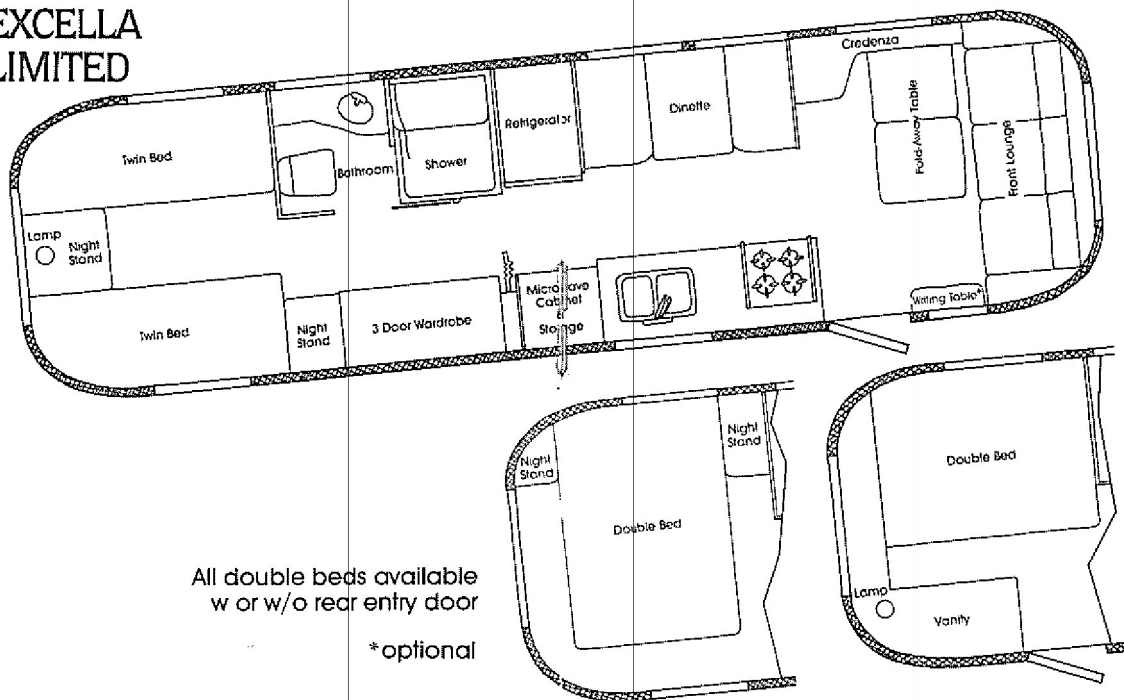 EXCELLA
LIMITED
Credenza
Twin Bed
Bathroom
Shower
Refrigerator
Dinette
Fold-Away Table
Front Lounge
Lamp
Night
Stand
Twin Bed
Night
Stand
3 Door Wardrobe
Microwave
Cabinet
&
Storage
Writing Table*
Night
Stand
Night
Stand
Double Bed
Double Bed
Lamp
Vanity
All double beds available
w or w/o rear entry door
*optional